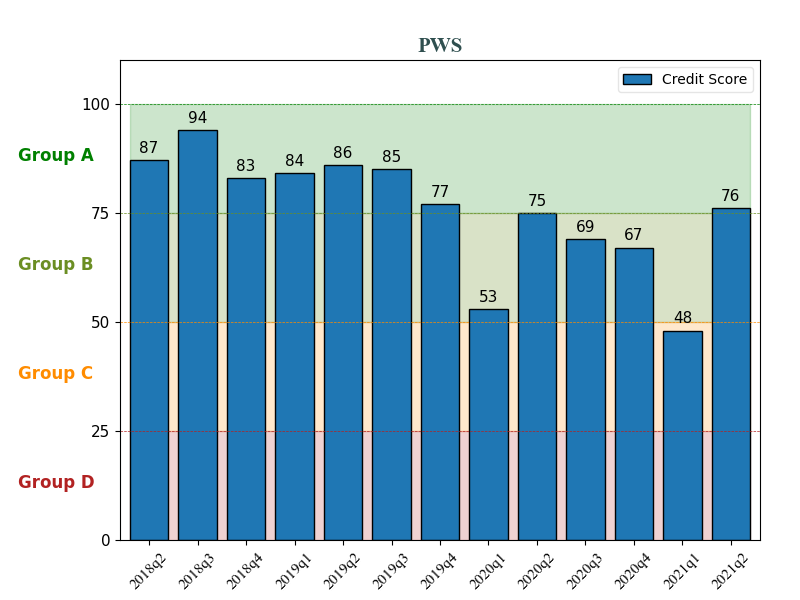 PWS
Credit Score
100
75
50
25
0
Group A
Group B
Group C
Group D
87
94
83
84
86
85
77
53
75
69
67
48
76
2018q2
2018q3
2018q4
2019q1
2019q2
2019q3
2019q4
2020q1
2020q2
2020q3
2020q4
2021q1
2021q2